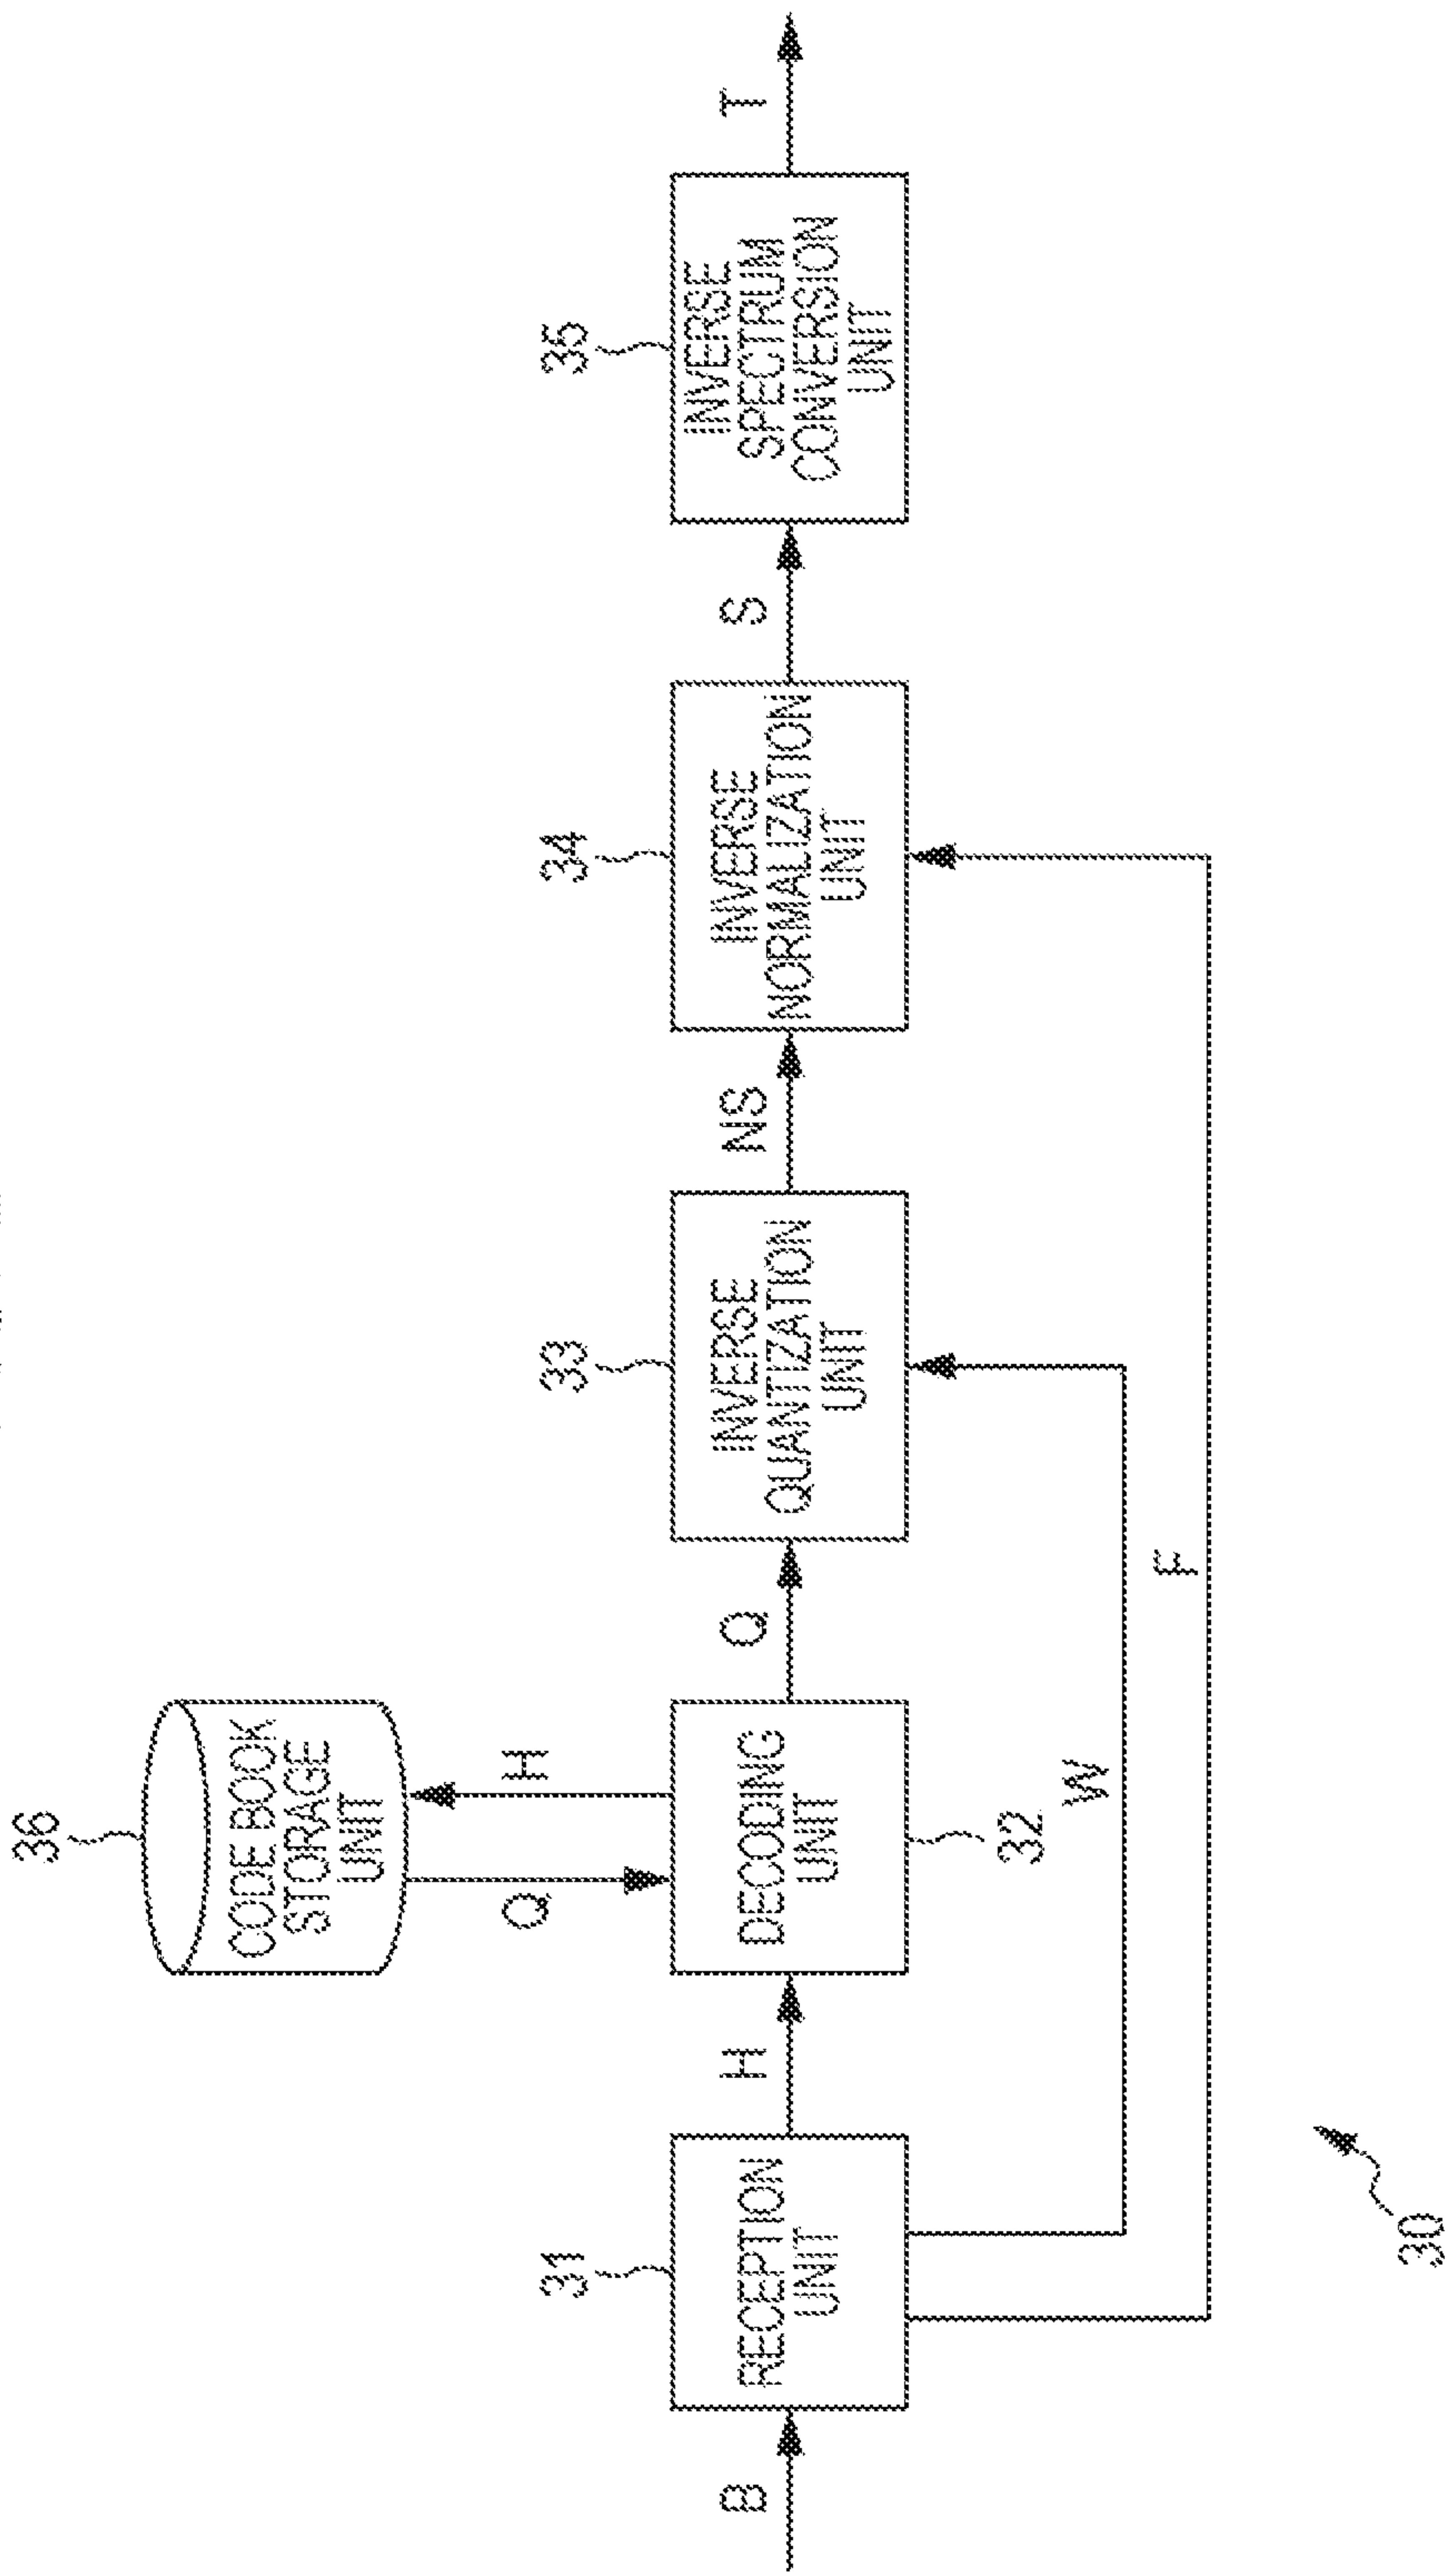 36
CODE BOOK
STORAGE
UNIT
Q
H
31
32
33
34
35
B
RECEPTION
UNIT
H
DECODING
UNIT
Q
INVERSE
QUANTIZATION
UNIT
NS
INVERSE
NORMALIZATION
UNIT
S
INVERSE
SPECTRUM
CONVERSION
UNIT
T
W
F
30